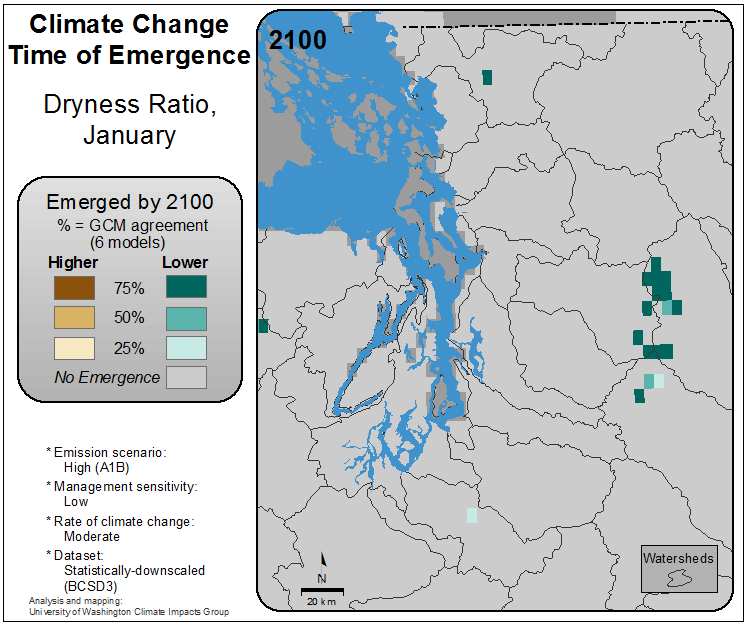 Climate Change
Time of Emergence
Dryness Ratio,
January
Emerged by 2100
% = GCM agreement
(6 models)
Higher Lower
75%
50%
25%
No Emergence
* Emission scenario:
High (A1B)
* Management sensitivity:
Low
* Rate of climate change:
Moderate
* Dataset:
Statistically-downscaled
(BCSD3)
Analysis and mapping:
University of Washington Climate Impacts Group
2100
N
20 km
Watersheds